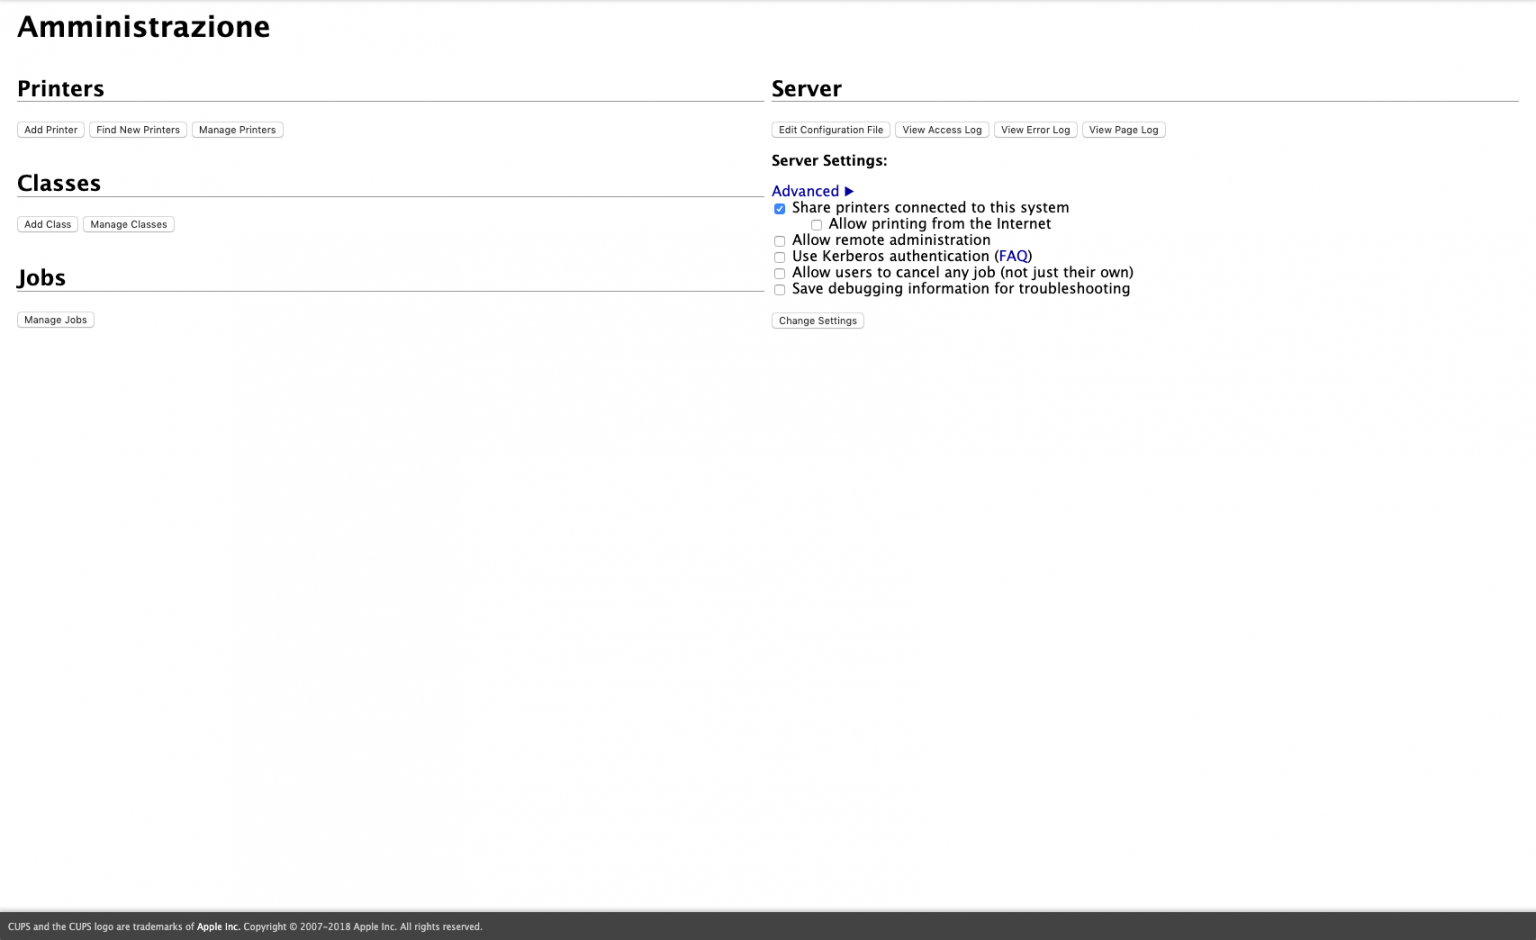 Amministrazione
Printers
Add Printer Find New Printers Manage Printers
Classes
Add Class Manage Classes
Jobs
Manage Jobs
Server
Edit Configuration File View Access Log View Error Log View Page Log
Server Settings:
Advanced ▶
Share printers connected to this system
Allow printing from the Internet
Allow remote administration
Use Kerberos authentication (FAQ)
Allow users to cancel any job (not just their own)
Save debugging information for troubleshooting
Change Settings
CUPS and the CUPS logo are trademarks of Apple Inc. Copyright © 2007-2018 Apple Inc. All rights reserved.